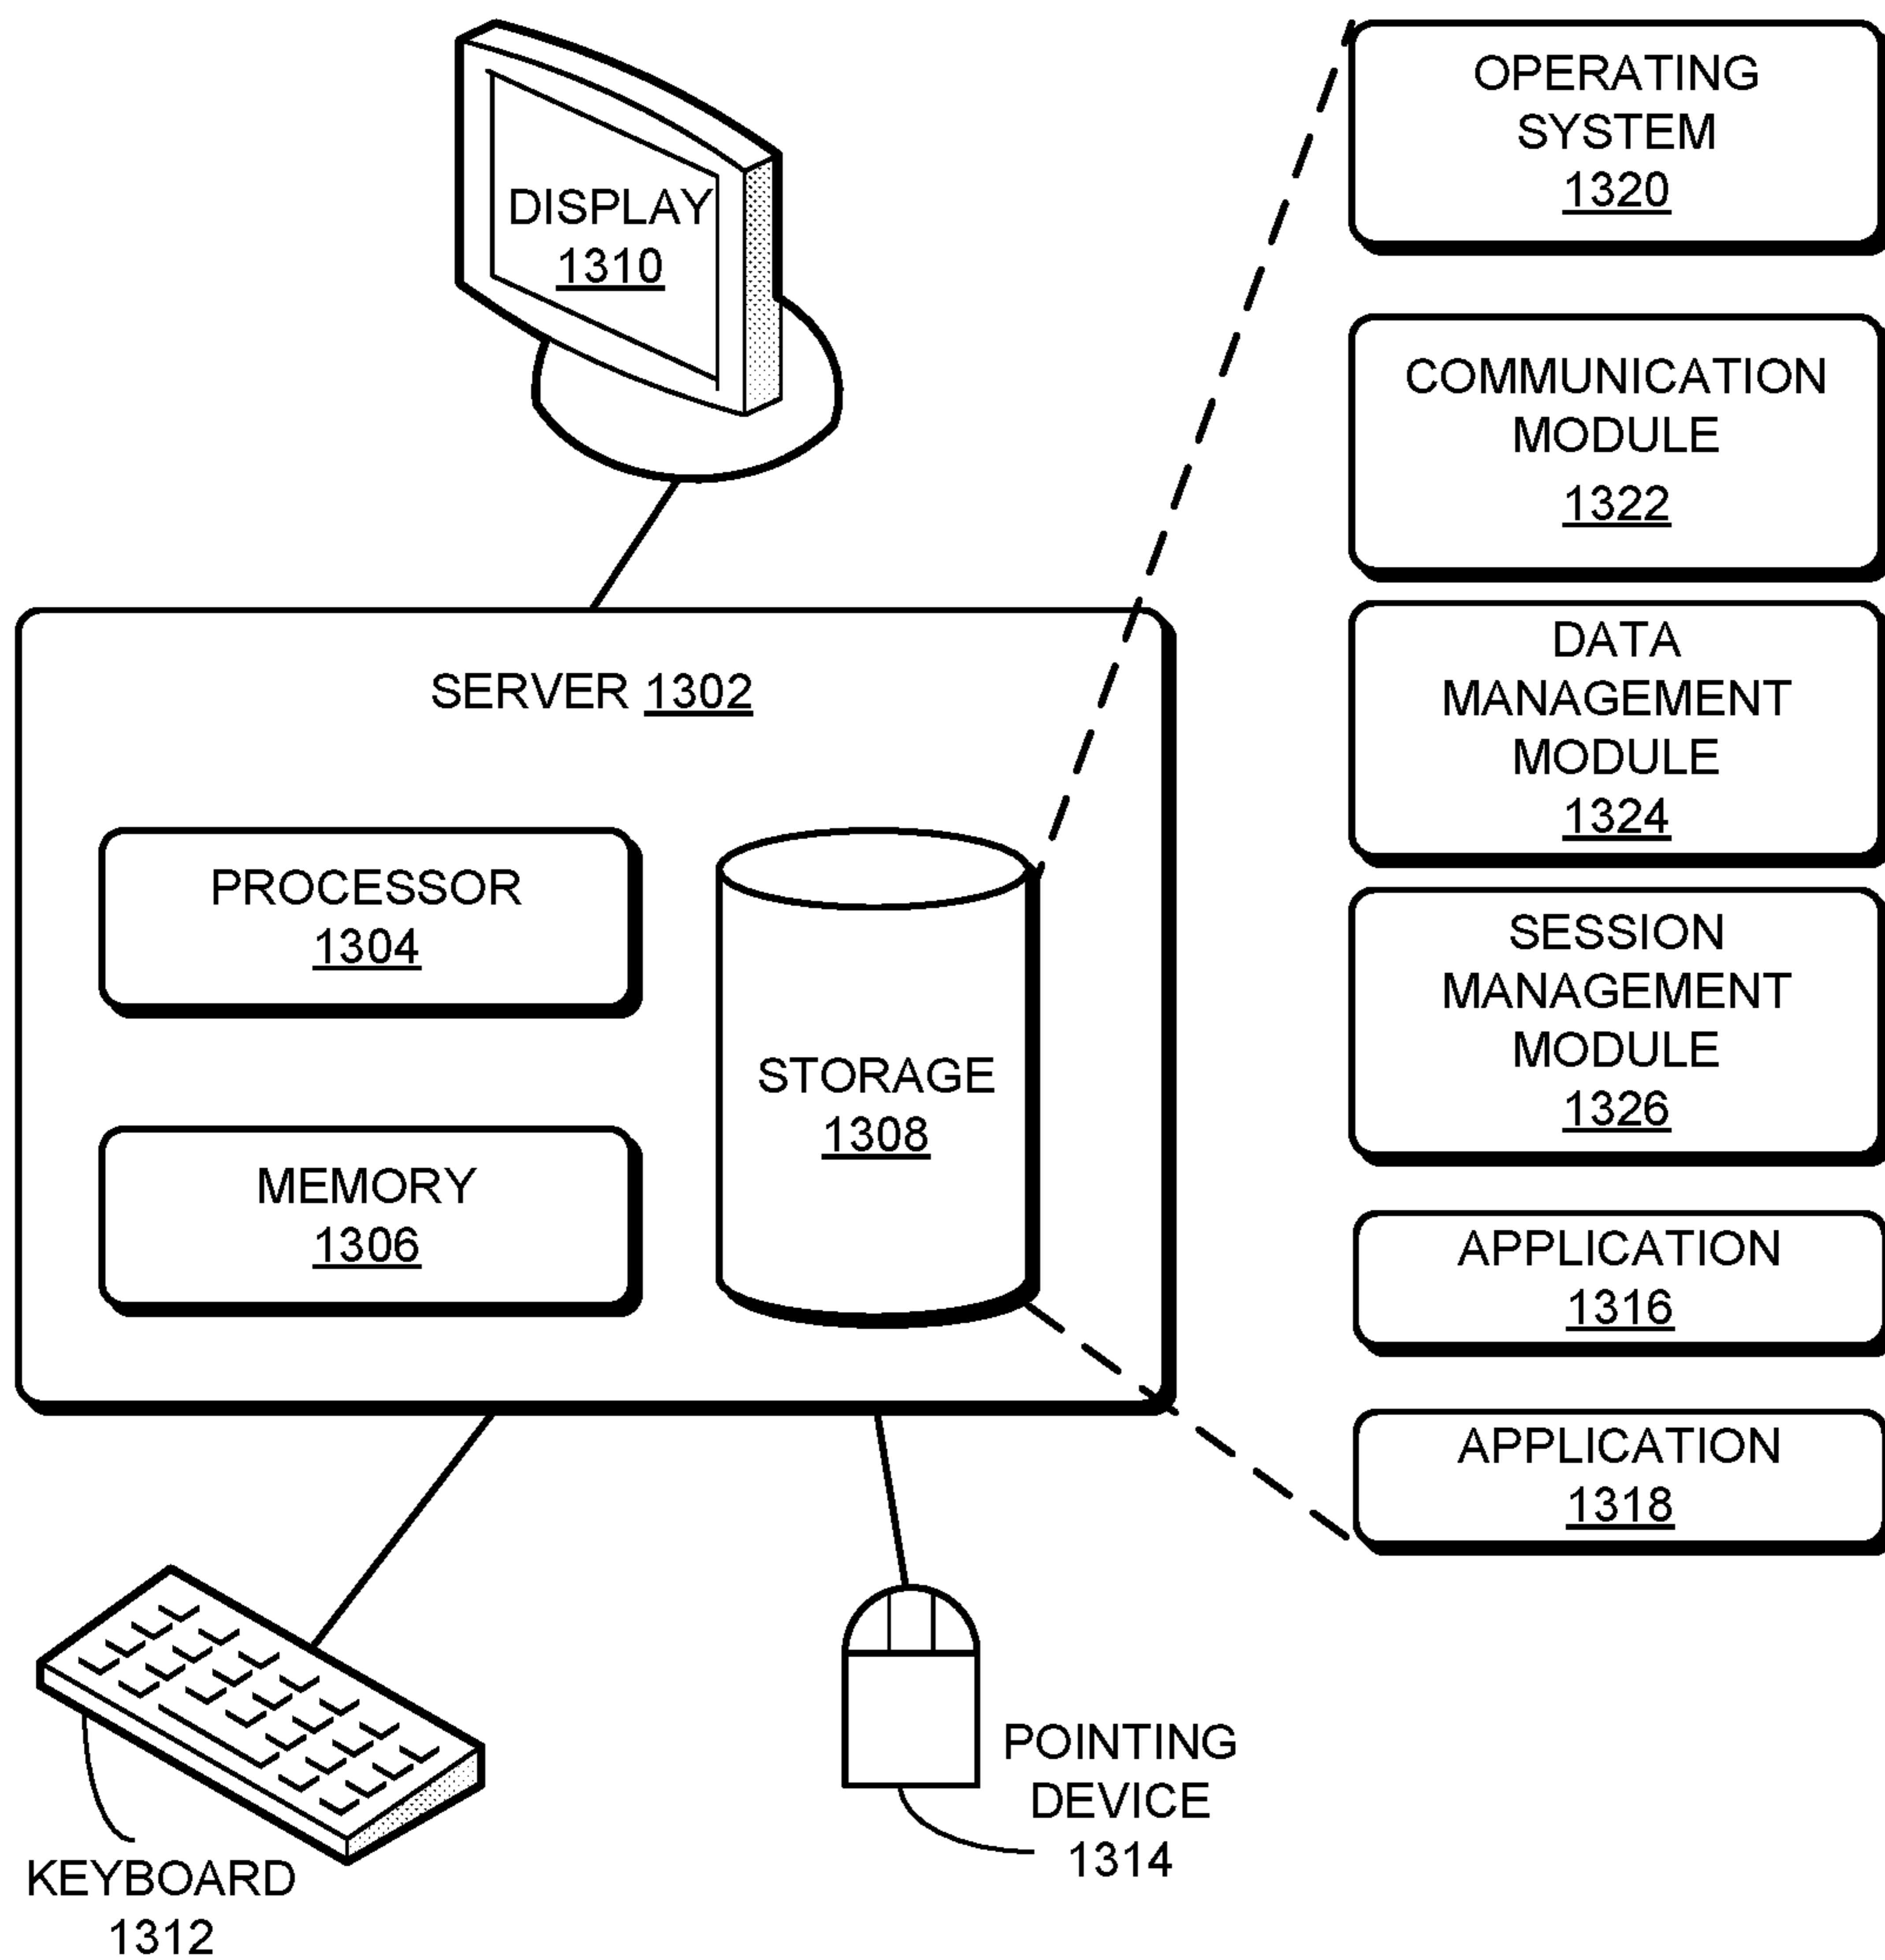 DISPLAY
1310
SERVER 1302
PROCESSOR
1304
MEMORY
1306
STORAGE
1308
KEYBOARD
1312
POINTING
DEVICE
1314
OPERATING
SYSTEM
1320
COMMUNICATION
MODULE
1322
DATA
MANAGEMENT
MODULE
1324
SESSION
MANAGEMENT
MODULE
1326
APPLICATION
1316
APPLICATION
1318